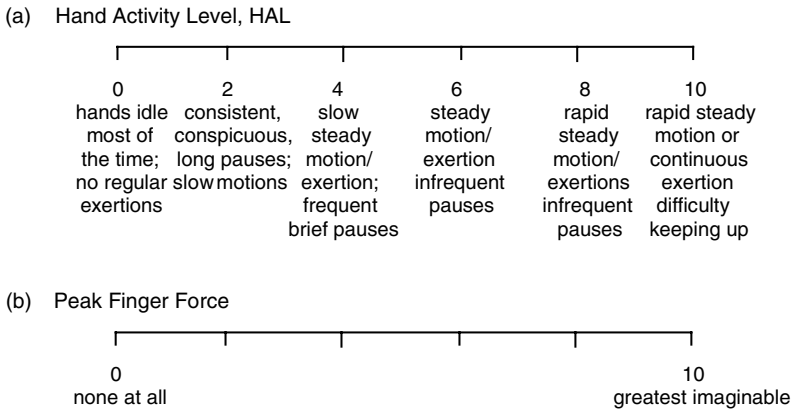 (a) Hand Activity Level, HAL
0 2 4 6 8 10
hands idle consistent, slow steady rapid rapid steady
most of conspicuous, steady motion/ steady motion or
the time; long pauses; motion/ exertion motion/ continuous
no regular slow motions exertion; infrequent exertions exertion
exertions frequent pauses infrequent difficulty
brief pauses pauses keeping up
(b) Peak Finger Force
0 10
none at all greatest imaginable